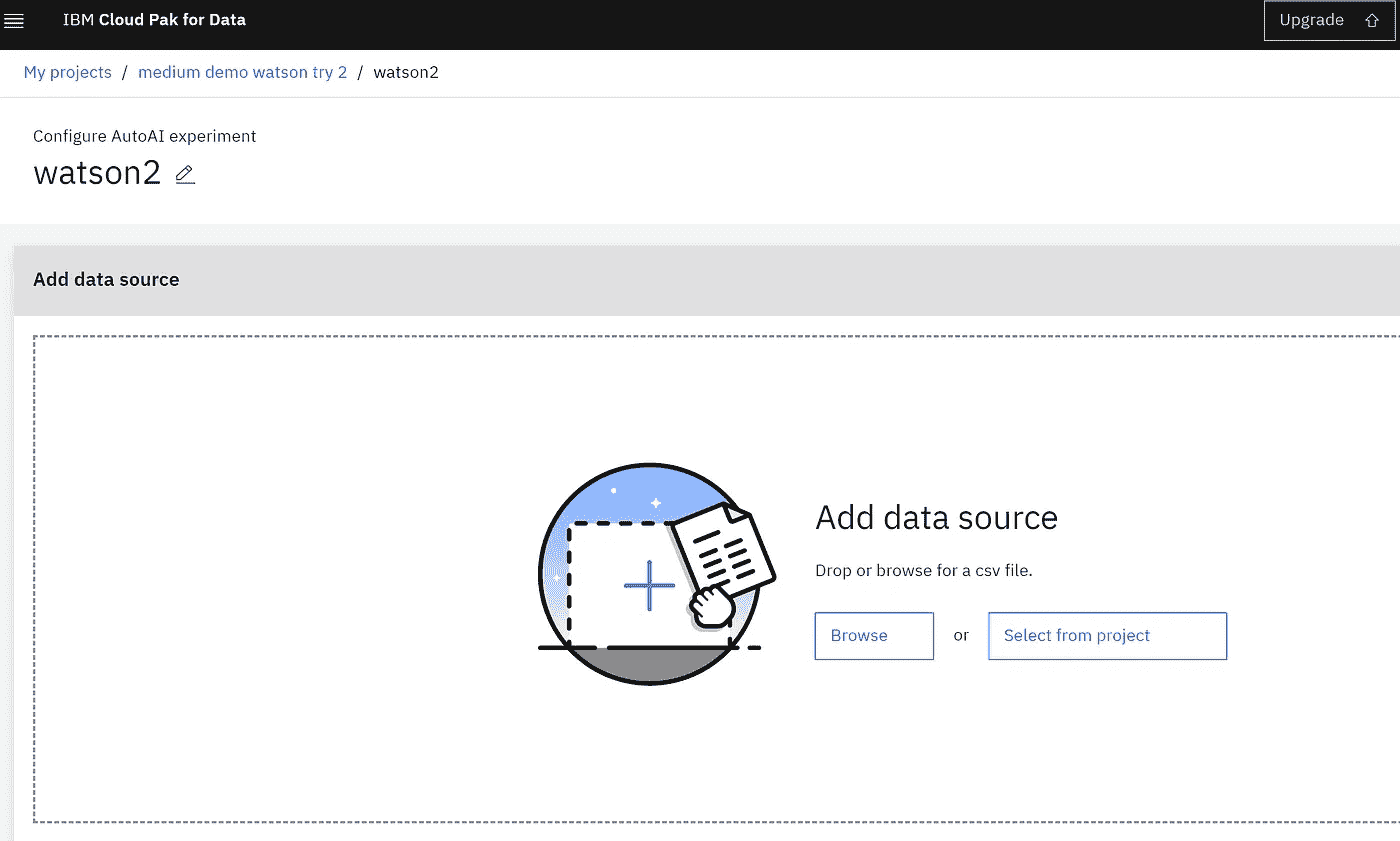 IBM Cloud Pak for Data
Upgrade
My projects / medium demo watson try 2 / watson2
Configure AutoAI experiment
watson2
Add data source
Add data source
Drop or browse for a csv file.
Browse or Select from project